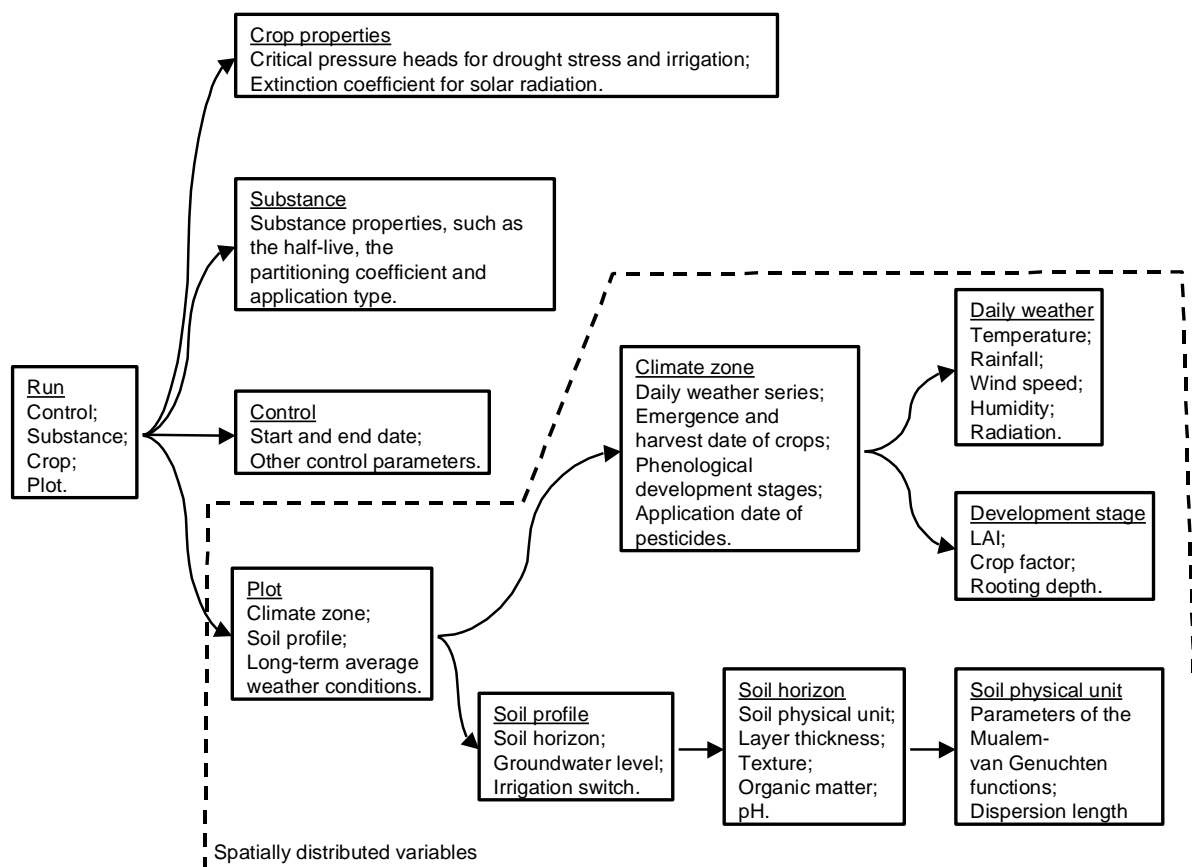 Crop properties
Critical pressure heads for drought stress and irrigation;
Extinction coefficient for solar radiation.
Substance
Substance properties, such as
the half-live, the
partitioning coefficient and
application type.
Run
Control;
Substance;
Crop;
Plot.
Control
Start and end date;
Other control parameters.
Plot
Climate zone;
Soil profile;
Long-term average
weather conditions.
Climate zone
Daily weather series;
Emergence and
harvest date of crops;
Phenological
development stages;
Application date of
pesticides.
Daily weather
Temperature;
Rainfall;
Wind speed;
Humidity;
Radiation.
Development stage
LAI;
Crop factor;
Rooting depth.
Soil profile
Soil horizon;
Groundwater level;
Irrigation switch.
Soil horizon
Soil physical unit;
Layer thickness;
Texture;
Organic matter;
pH.
Soil physical unit
Parameters of the
Mualem-
van Genuchten
functions;
Dispersion length
Spatially distributed variables